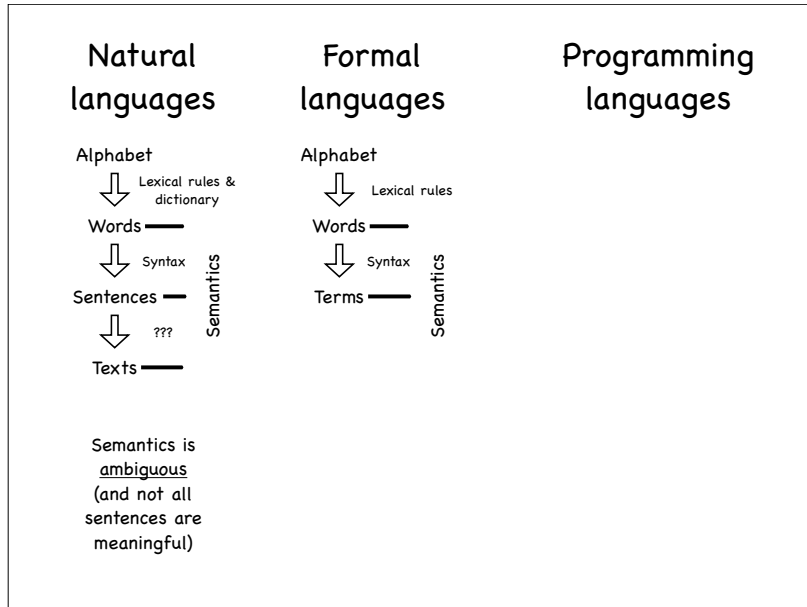 Natural
languages
Alphabet
Lexical rules &
dictionary
Words
Syntax
Sentences
???
Texts
Semantics
Semantics is
ambiguous
(and not all
sentences are
meaningful)
Formal
languages
Alphabet
Lexical rules
Words
Syntax
Terms
Semantics
Programming
languages